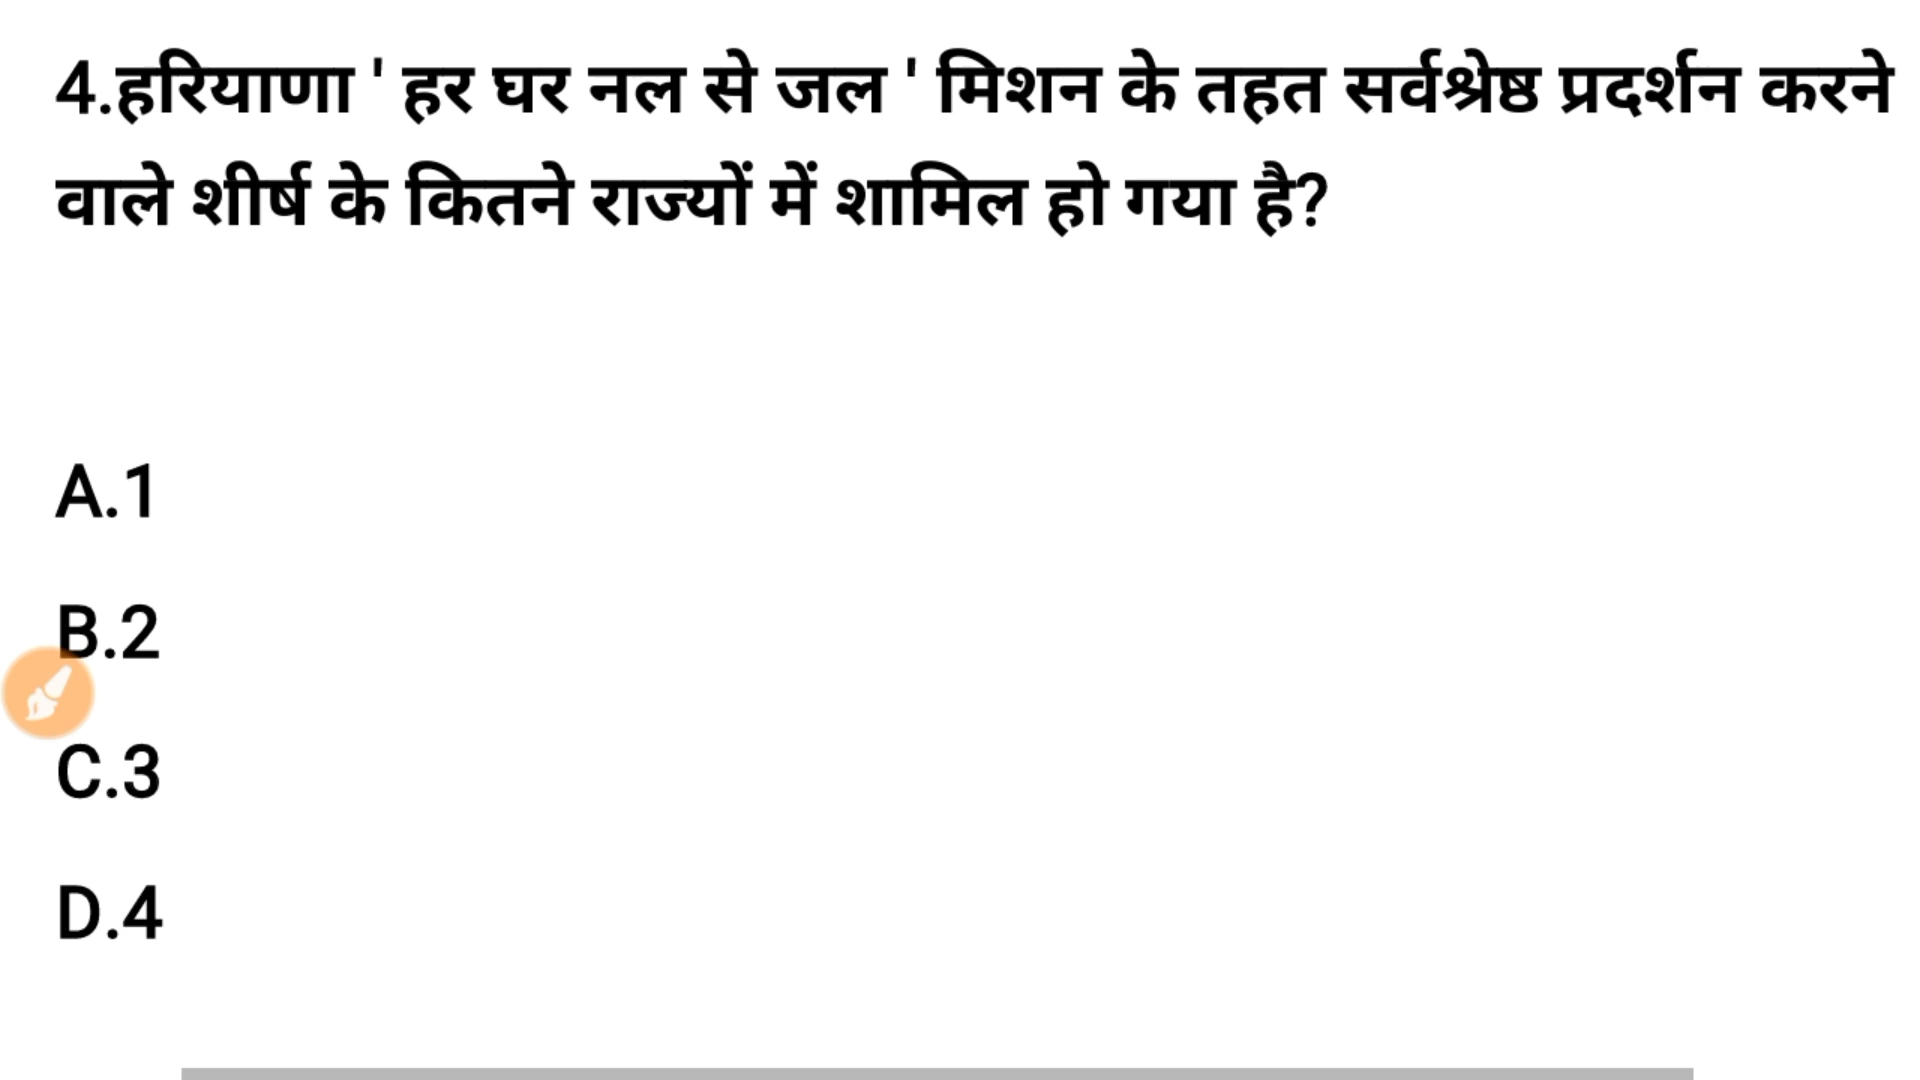 4.हरियाणा ' हर घर नल से जल ' मिशन के तहत सर्वश्रेष्ठ प्रदर्शन करने
वाले शीर्ष के कितने राज्यों में शामिल हो गया है?
A.1
B.2
C.3
D.4